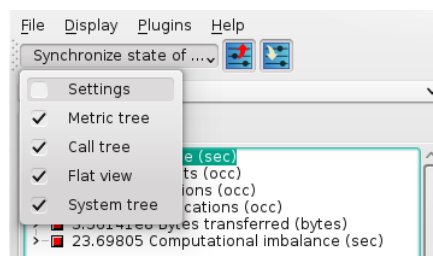 File Display Plugins Help
Synchronize state of ...
Settings
Metric tree
Call tree
Flat view
System tree
e (sec)
ts (occ)
ions (occ)
cations (occ)
bytes transferred (bytes)
23.69805 Computational imbalance (sec)